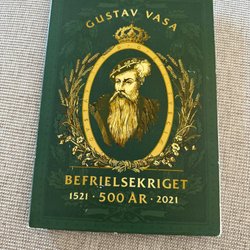 GUSTAV VASA
BEFRIELSEKRIGET
1521 · 500 ÅR · 2021